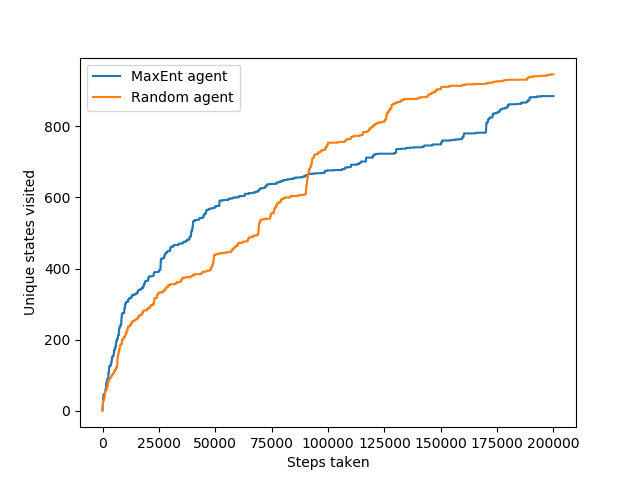 MaxEnt agent
Random agent
Unique states visited
800
600
400
200
0
0 25000 50000 75000 100000 125000 150000 175000 200000
Steps taken